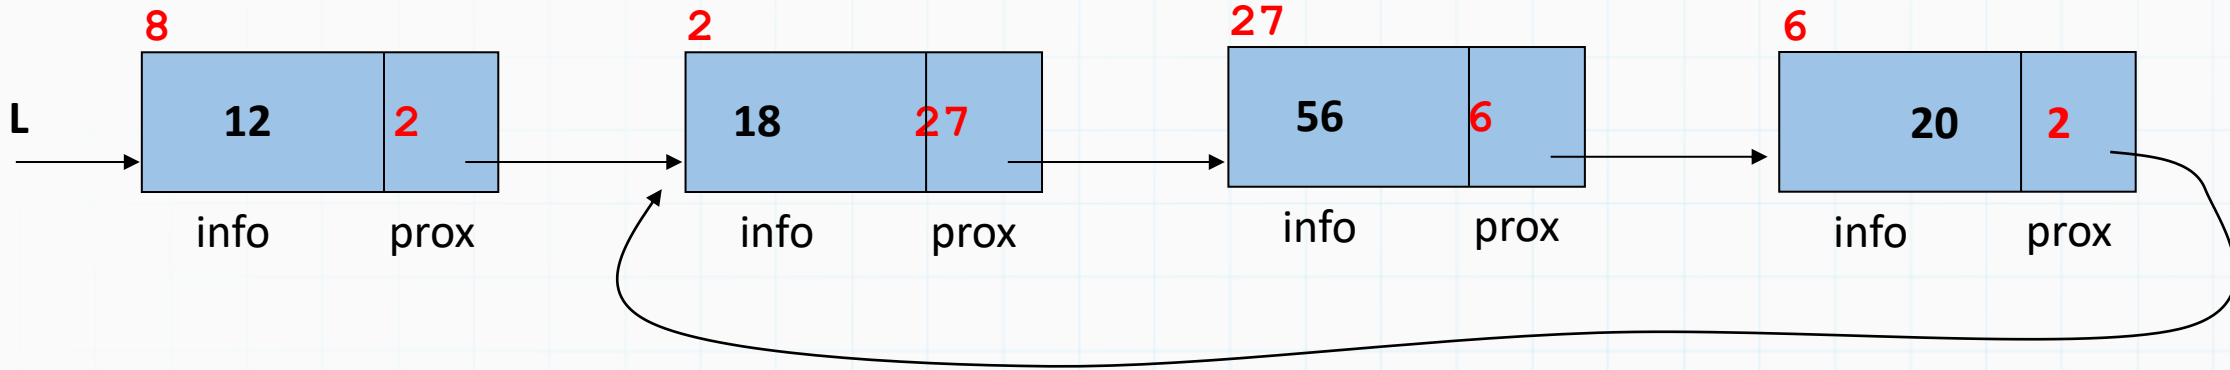 8 2 27 6
L 12 2 18 27 56 6 20 2
info prox info prox info prox info prox